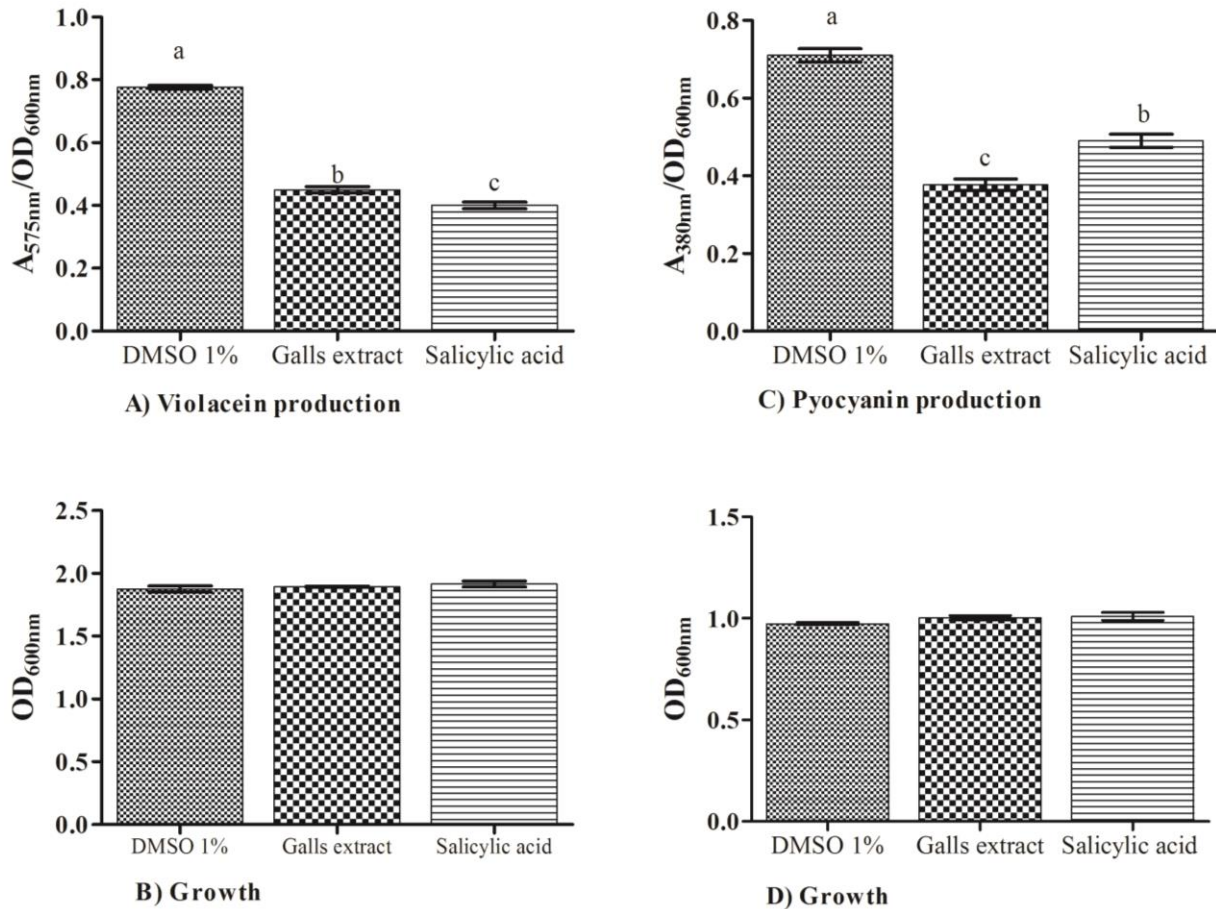 A575nm/OD600nm
1.0
0.8
0.6
0.4
0.2
0.0
a
b
c
DMSO 1% Galls extract Salicylic acid
A) Violacein production
A380nm/OD600nm
0.8
0.6
0.4
0.2
0.0
a
c
b
DMSO 1% Galls extract Salicylic acid
C) Pyocyanin production
OD600nm
2.5
2.0
1.5
1.0
0.5
0.0
DMSO 1% Galls extract Salicylic acid
B) Growth
OD600nm
1.5
1.0
0.5
0.0
DMSO 1% Galls extract Salicylic acid
D) Growth